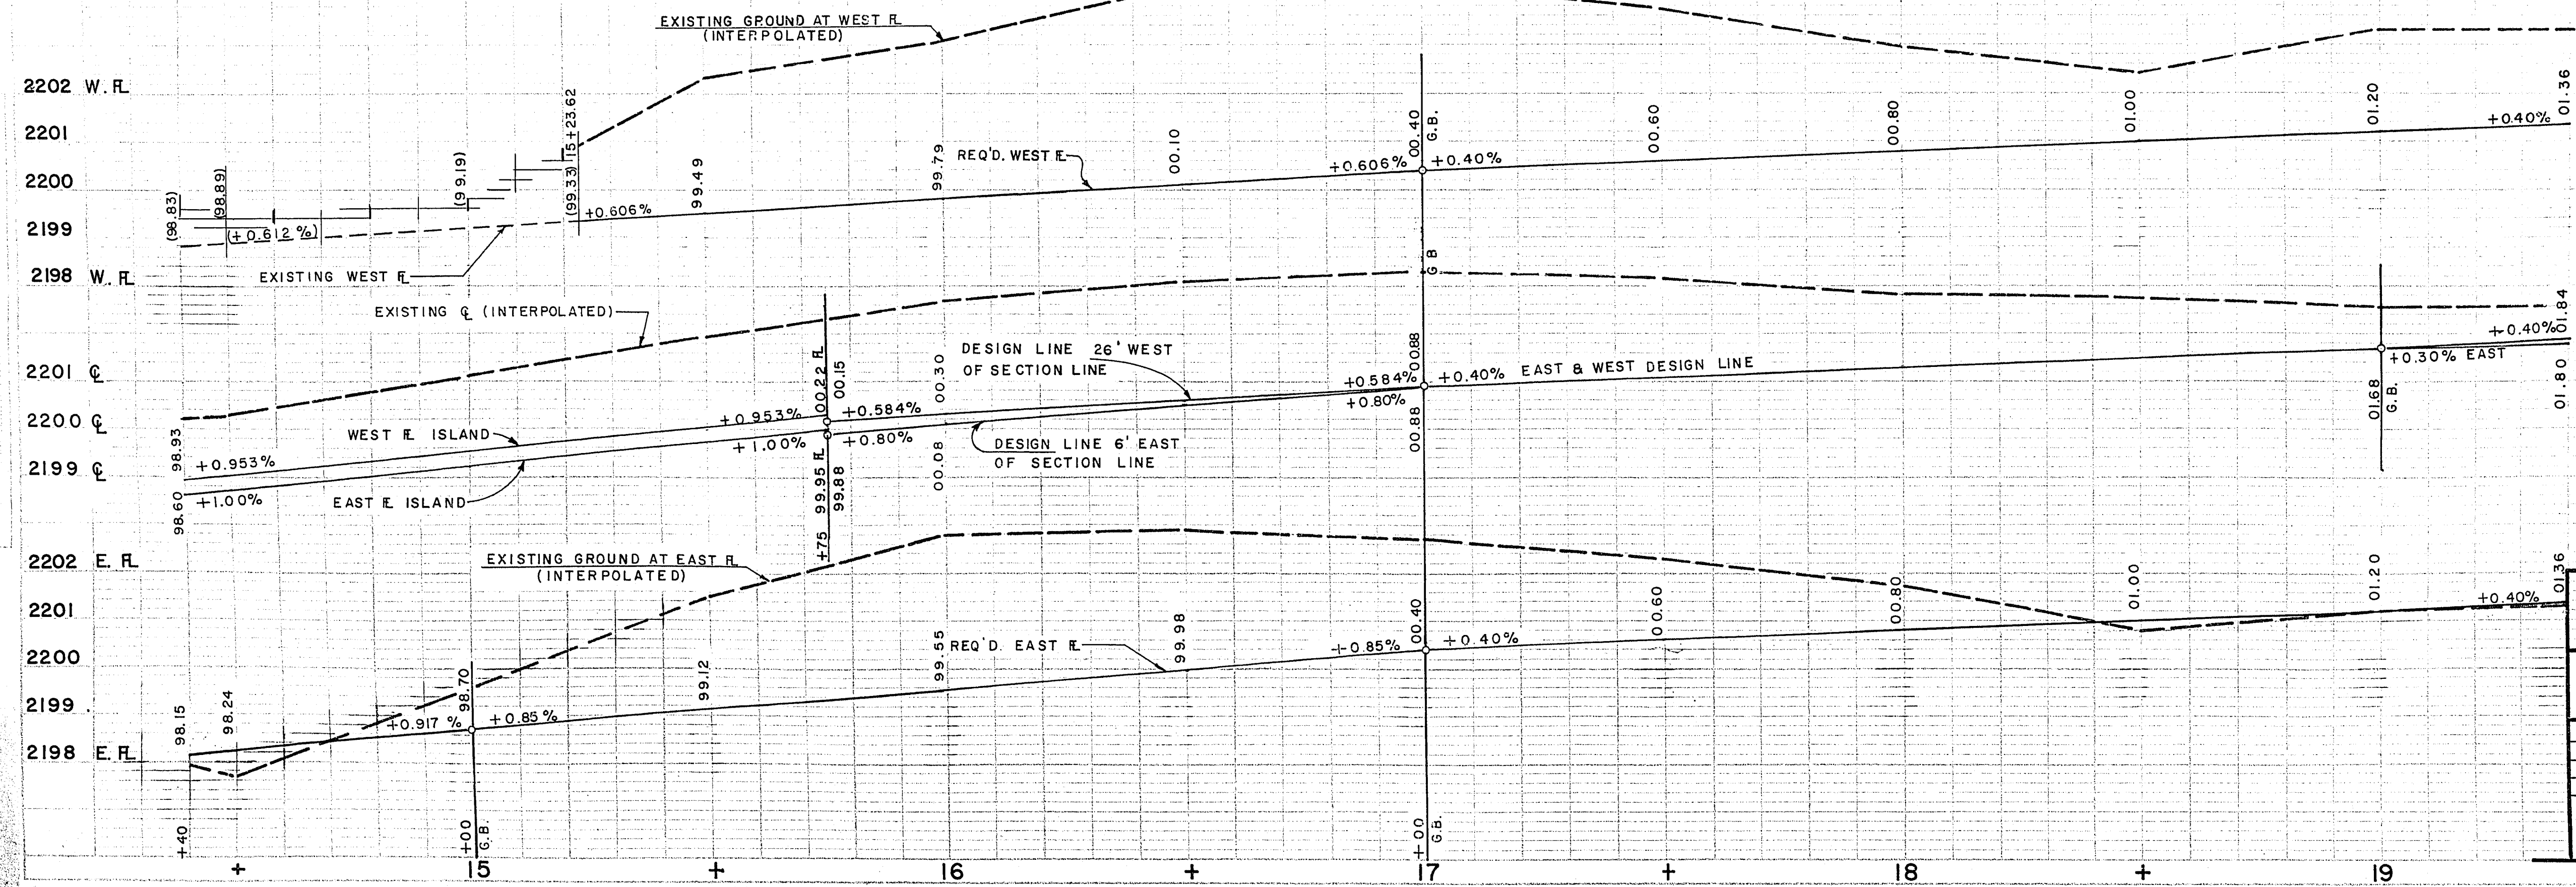 EXISTING GROUND AT WEST FL
(INTERPOLATED)
2202 W. FL
2201
2200
2199
2198 W. FL
(98.83)
(98.89)
(+0.612 %)
(99.19)
(99.33) 15+23.62
+0.606%
99.49
99.79
REQ'D. WEST FL
00.10
+0.606%
00.40
G.B.
+0.40%
00.60
00.80
01.00
01.20
+0.40%
01.36
EXISTING WEST FL
G.B
EXISTING CL (INTERPOLATED)
2201 CL
2200 CL
2199 CL
98.93
+0.953%
WEST FL ISLAND
98.60
+1.00%
EAST FL ISLAND
+0.953%
+1.00%
00.22 FL
00.15
+0.584%
+0.80%
99.95 FL
99.88
+75
00.30
00.08
DESIGN LINE 26' WEST
OF SECTION LINE
DESIGN LINE 6' EAST
OF SECTION LINE
+0.584%
+0.80%
00.88
00.88
+0.40% EAST & WEST DESIGN LINE
01.68
G.B.
+0.40%
+0.30% EAST
01.84
01.80
EXISTING GROUND AT EAST FL
(INTERPOLATED)
2202 E. FL
2201
2200
2199
2198 E. FL
98.15
98.24
+0.917 %
98.70
+0.85%
99.12
99.55
REQ'D. EAST FL
99.98
+0.85%
00.40
+0.40%
00.60
00.80
01.00
01.20
+0.40%
01.36
+40
+00
G.B.
+00
G.B.
+ 15 + 16 + 17 + 18 + 19